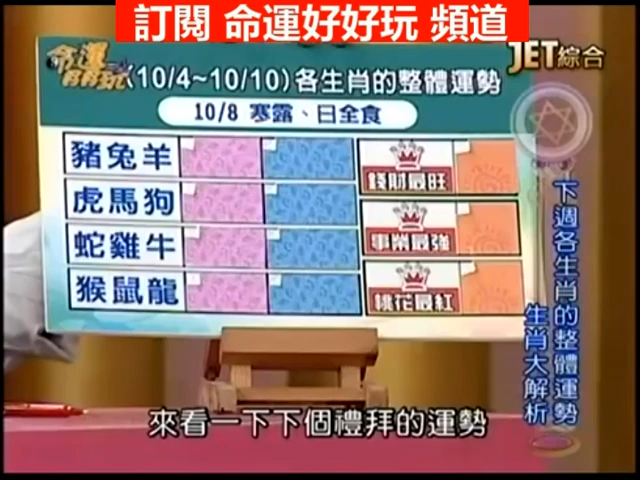 訂閱 命運好好玩 頻道
JET綜合
命運好好玩
(10/4~10/10)各生肖的整體運勢
10/8 寒露、日全食
豬兔羊
虎馬狗
蛇雞牛
猴鼠龍
錢財最旺
事業最強
桃花最紅
下週各生肖的整體運勢
生肖大解析
來看一下下個禮拜的運勢